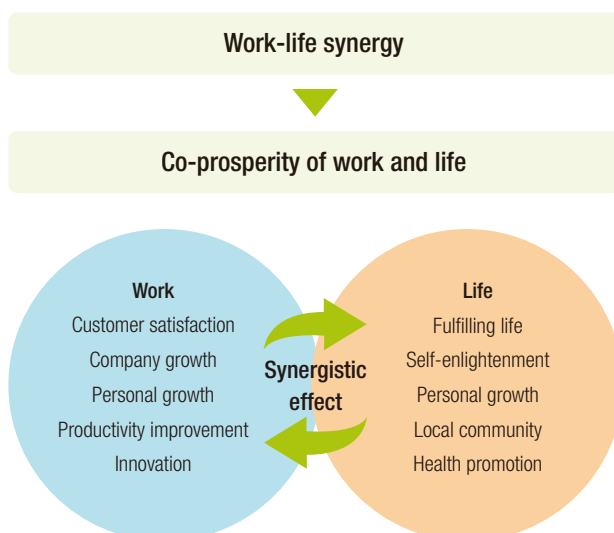 Work-life synergy
Co-prosperity of work and life
Work
Customer satisfaction
Company growth
Personal growth
Productivity improvement
Innovation
Synergistic
effect
Life
Fulfilling life
Self-enlightenment
Personal growth
Local community
Health promotion